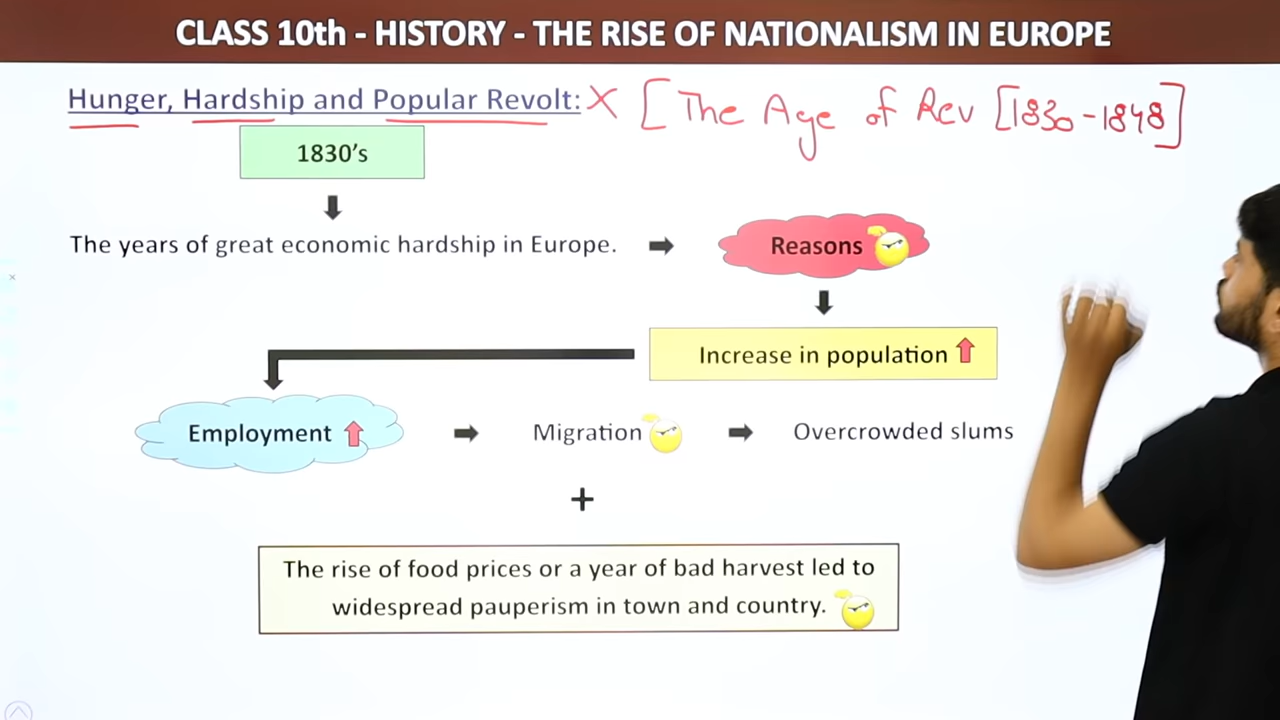 CLASS 10th - HISTORY - THE RISE OF NATIONALISM IN EUROPE
Hunger, Hardship and Popular Revolt: X [The Age of Rev [1830-1848]
1830's
The years of great economic hardship in Europe.
Reasons
Increase in population
Employment
Migration
Overcrowded slums
+
The rise of food prices or a year of bad harvest led to
widespread pauperism in town and country.